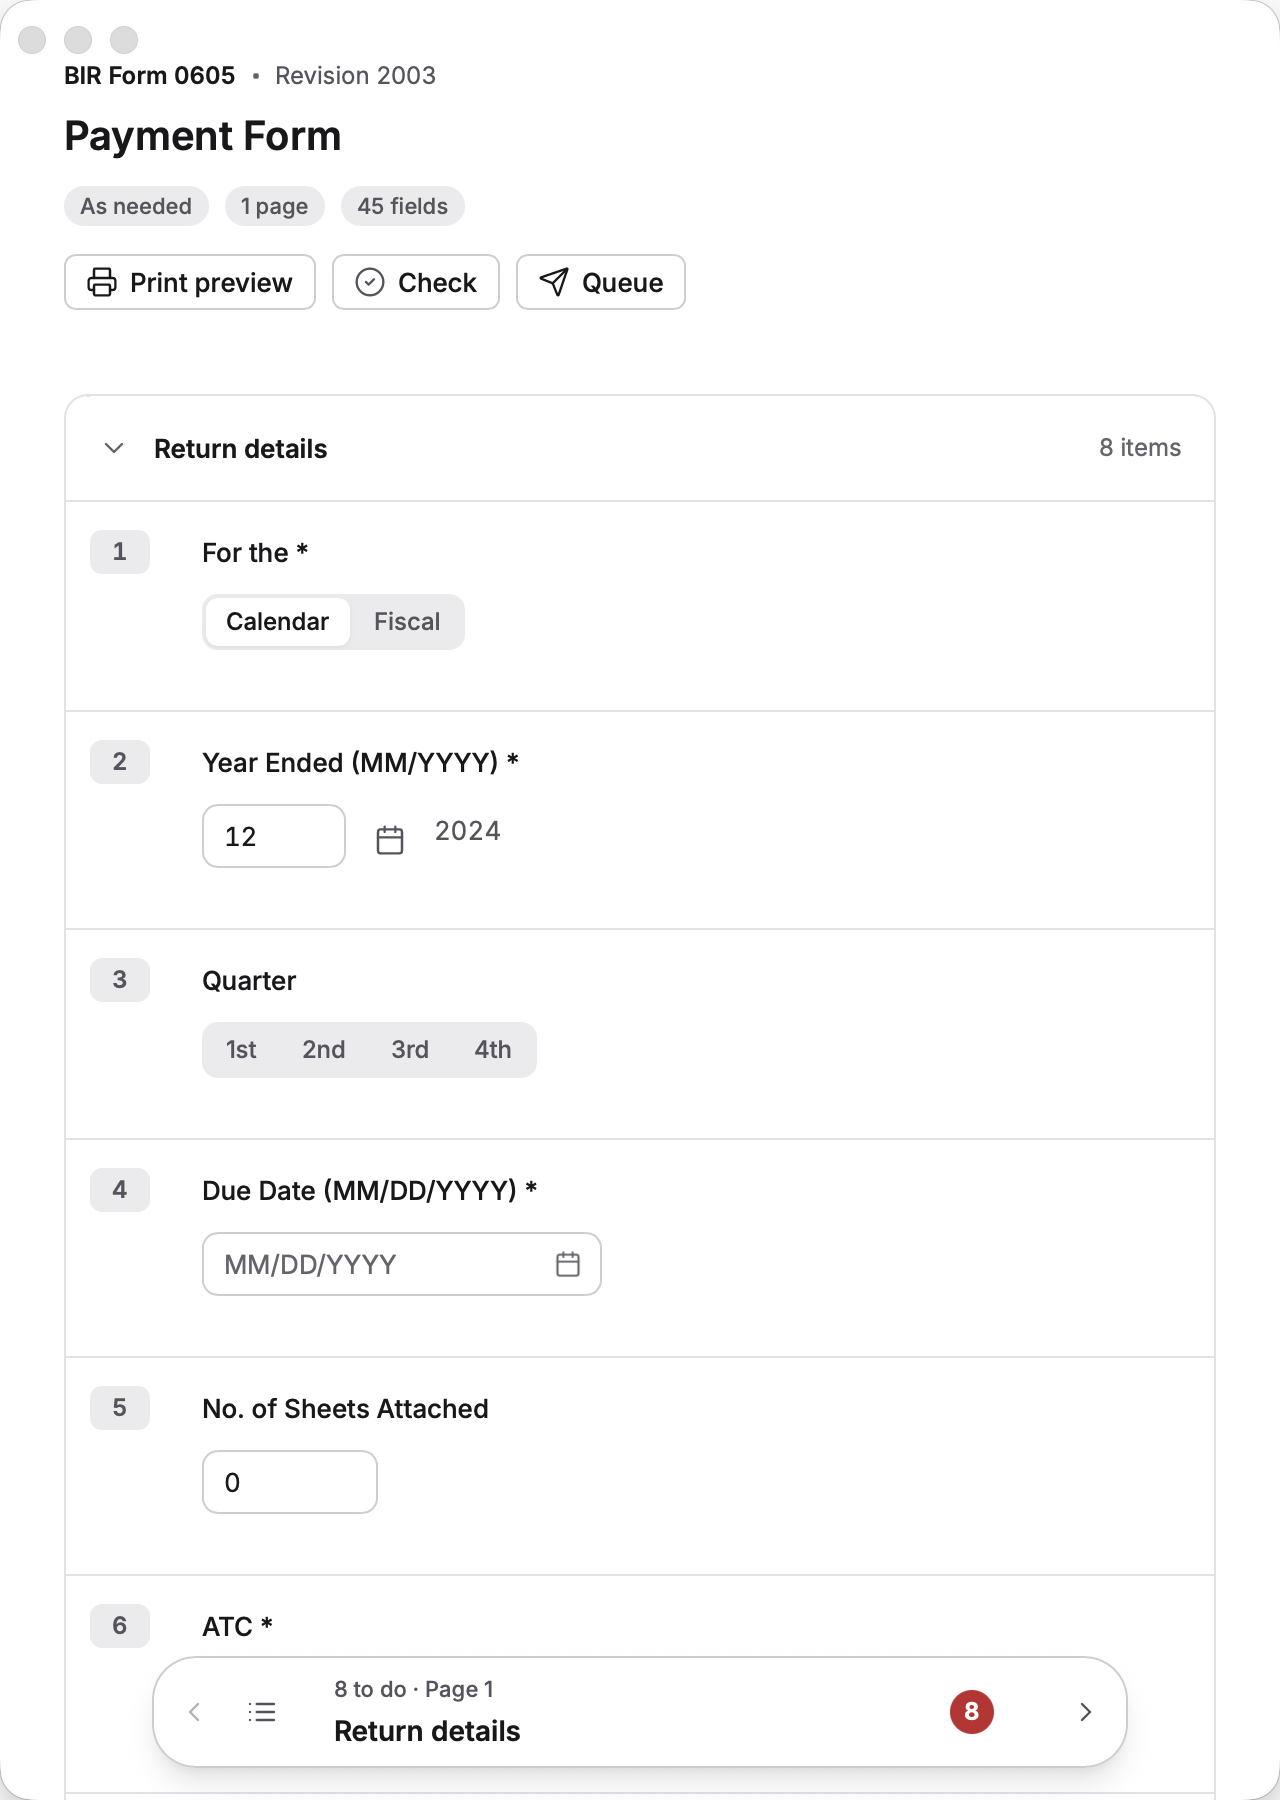 BIR Form 0605 • Revision 2003
Payment Form
As needed 1 page 45 fields
Print preview Check Queue
Return details 8 items
1 For the *
Calendar Fiscal
2 Year Ended (MM/YYYY) *
12 2024
3 Quarter
1st 2nd 3rd 4th
4 Due Date (MM/DD/YYYY) *
MM/DD/YYYY
5 No. of Sheets Attached
0
6 ATC *
8 to do · Page 1
Return details 8